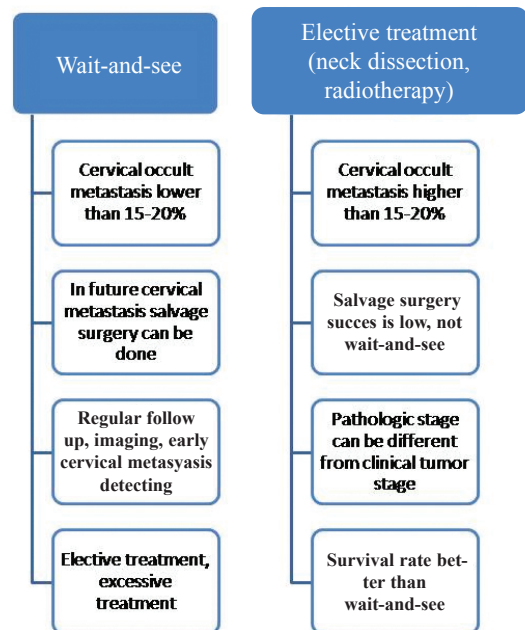 Wait-and-see
Cervical occult
metastasis lower
than 15-20%
In future cervical
metastasis salvage
surgery can be
done
Regular follow
up, imaging, early
cervical metasyasis
detecting
Elective treatment,
excessive
treatment
Elective treatment
(neck dissection,
radiotherapy)
Cervical occult
metastasis higher
than 15-20%
Salvage surgery
succes is low, not
wait-and-see
Pathologic stage
can be different
from clinical tumor
stage
Survival rate bet-
ter than
wait-and-see